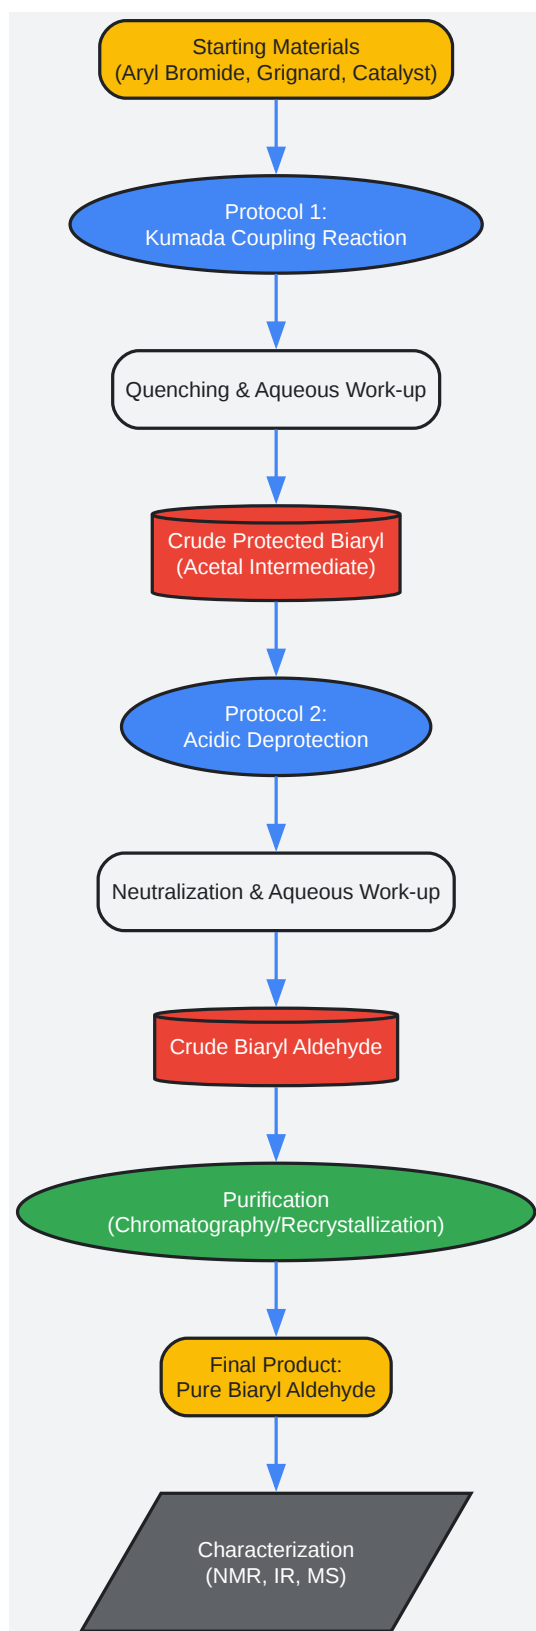 Starting Materials
(Aryl Bromide, Grignard, Catalyst)
Protocol 1:
Kumada Coupling Reaction
Quenching & Aqueous Work-up
Crude Protected Biaryl
(Acetal Intermediate)
Protocol 2:
Acidic Deprotection
Neutralization & Aqueous Work-up
Crude Biaryl Aldehyde
Purification
(Chromatography/Recrystallization)
Final Product:
Pure Biaryl Aldehyde
Characterization
(NMR, IR, MS)